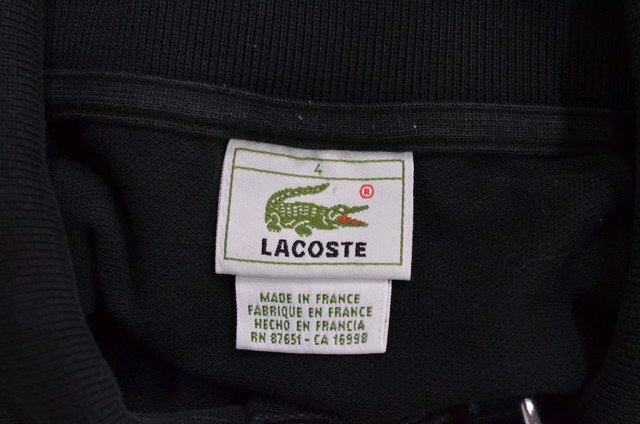 4
®
LACOSTE
MADE IN FRANCE
FABRIQUE EN FRANCE
HECHO EN FRANCIA
RN 87651 - CA 16998